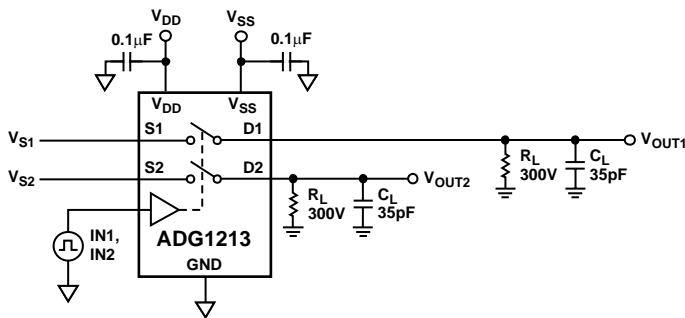 VDD
VSS
0.1μF
0.1μF
VDD
VSS
VS1
S1
D1
VOUT1
VS2
S2
D2
VOUT2
RL
300V
CL
35pF
RL
300V
CL
35pF
IN1,
IN2
ADG1213
GND